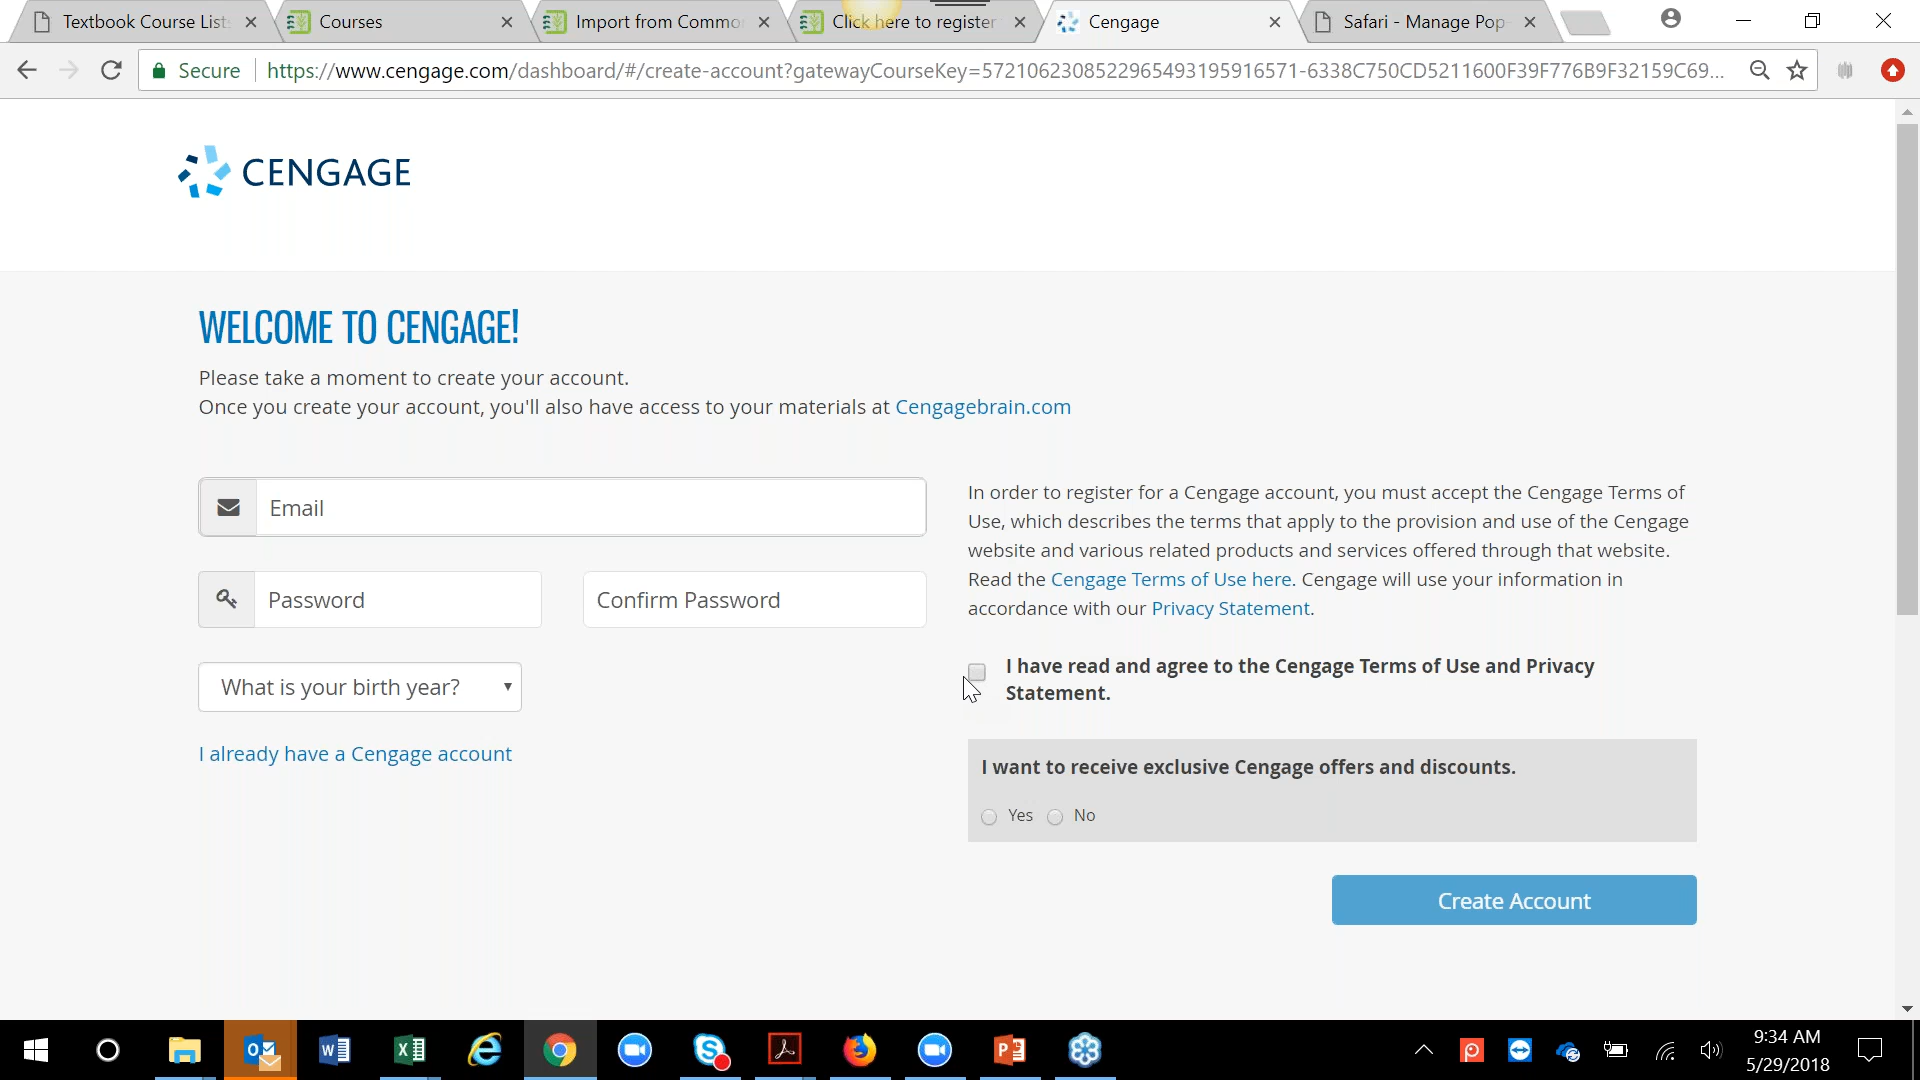 Textbook Course List
Courses
Import from Commo
Click here to register
Cengage
Safari - Manage Pop
Secure
https://www.cengage.com/dashboard/#/create-account?gatewayCourseKey=5721062308522965493195916571-6338C750CD5211600F39F776B9F32159C69...
CENGAGE
WELCOME TO CENGAGE!
Please take a moment to create your account.
Once you create your account, you'll also have access to your materials at Cengagebrain.com
Email
Password
Confirm Password
What is your birth year?
I already have a Cengage account
In order to register for a Cengage account, you must accept the Cengage Terms of
Use, which describes the terms that apply to the provision and use of the Cengage
website and various related products and services offered through that website.
Read the Cengage Terms of Use here. Cengage will use your information in
accordance with our Privacy Statement.
I have read and agree to the Cengage Terms of Use and Privacy
Statement.
I want to receive exclusive Cengage offers and discounts.
Yes
No
Create Account
9:34 AM
5/29/2018